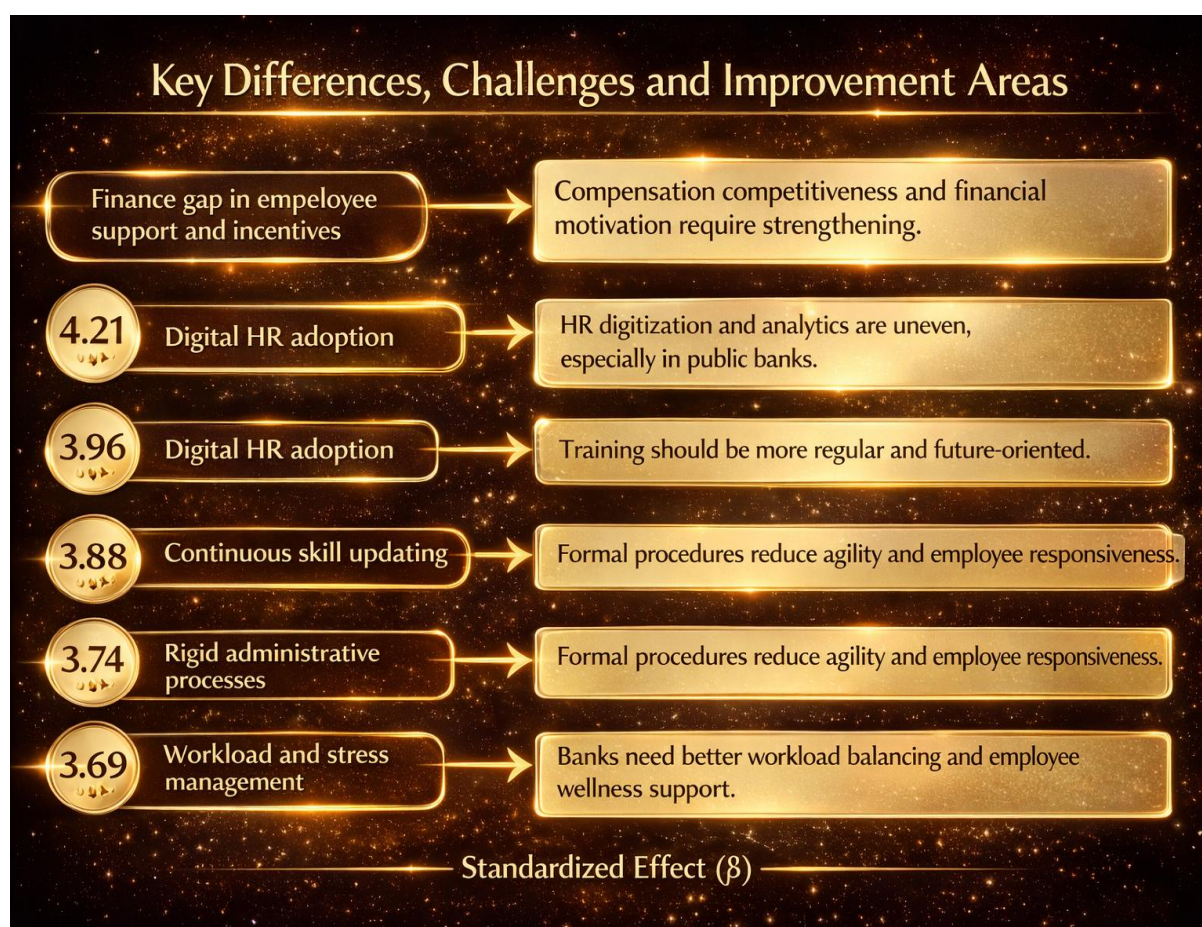 Key Differences, Challenges and Improvement Areas
Finance gap in empeloyee
support and incentives
Compensation competitiveness and financial
motivation require strengthening.
4.21
Digital HR adoption
HR digitization and analytics are uneven,
especially in public banks.
3.96
Digital HR adoption
Training should be more regular and future-oriented.
3.88
Continuous skill updating
Formal procedures reduce agility and employee responsiveness.
3.74
Rigid administrative
processes
Formal procedures reduce agility and employee responsiveness.
3.69
Workload and stress
management
Banks need better workload balancing and employee
wellness support.
Standardized Effect (β)